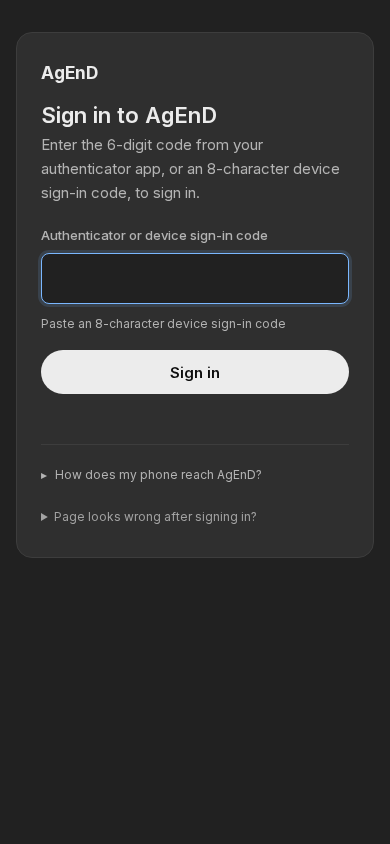 AgEnD
Sign in to AgEnD
Enter the 6-digit code from your
authenticator app, or an 8-character device
sign-in code, to sign in.
Authenticator or device sign-in code
Paste an 8-character device sign-in code
Sign in
How does my phone reach AgEnD?
Page looks wrong after signing in?